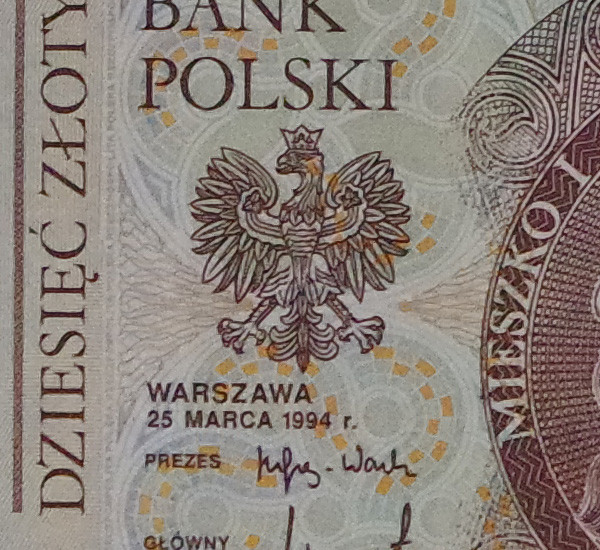 BANK
POLSKI
DZIESIĘĆ ZŁOTY
MIESZKO I
WARSZAWA
25 MARCA 1994 r.
PREZES
GŁÓWNY